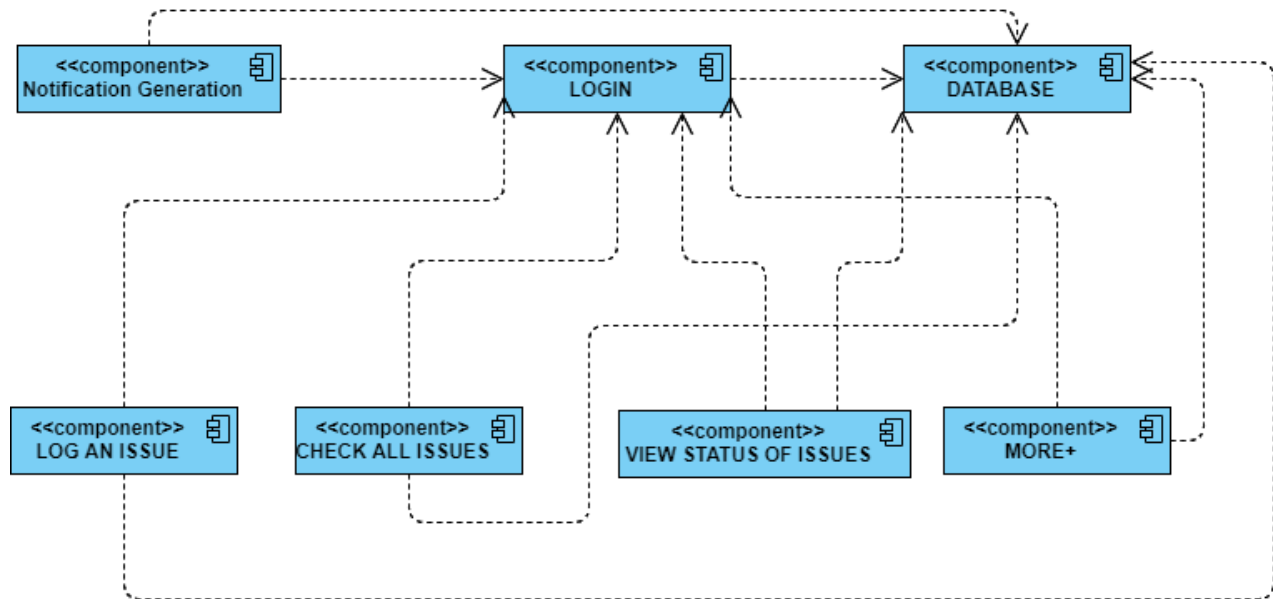 <<component>>
Notification Generation
<<component>>
LOGIN
<<component>>
DATABASE
<<component>>
LOG AN ISSUE
<<component>>
CHECK ALL ISSUES
<<component>>
VIEW STATUS OF ISSUES
<<component>>
MORE+